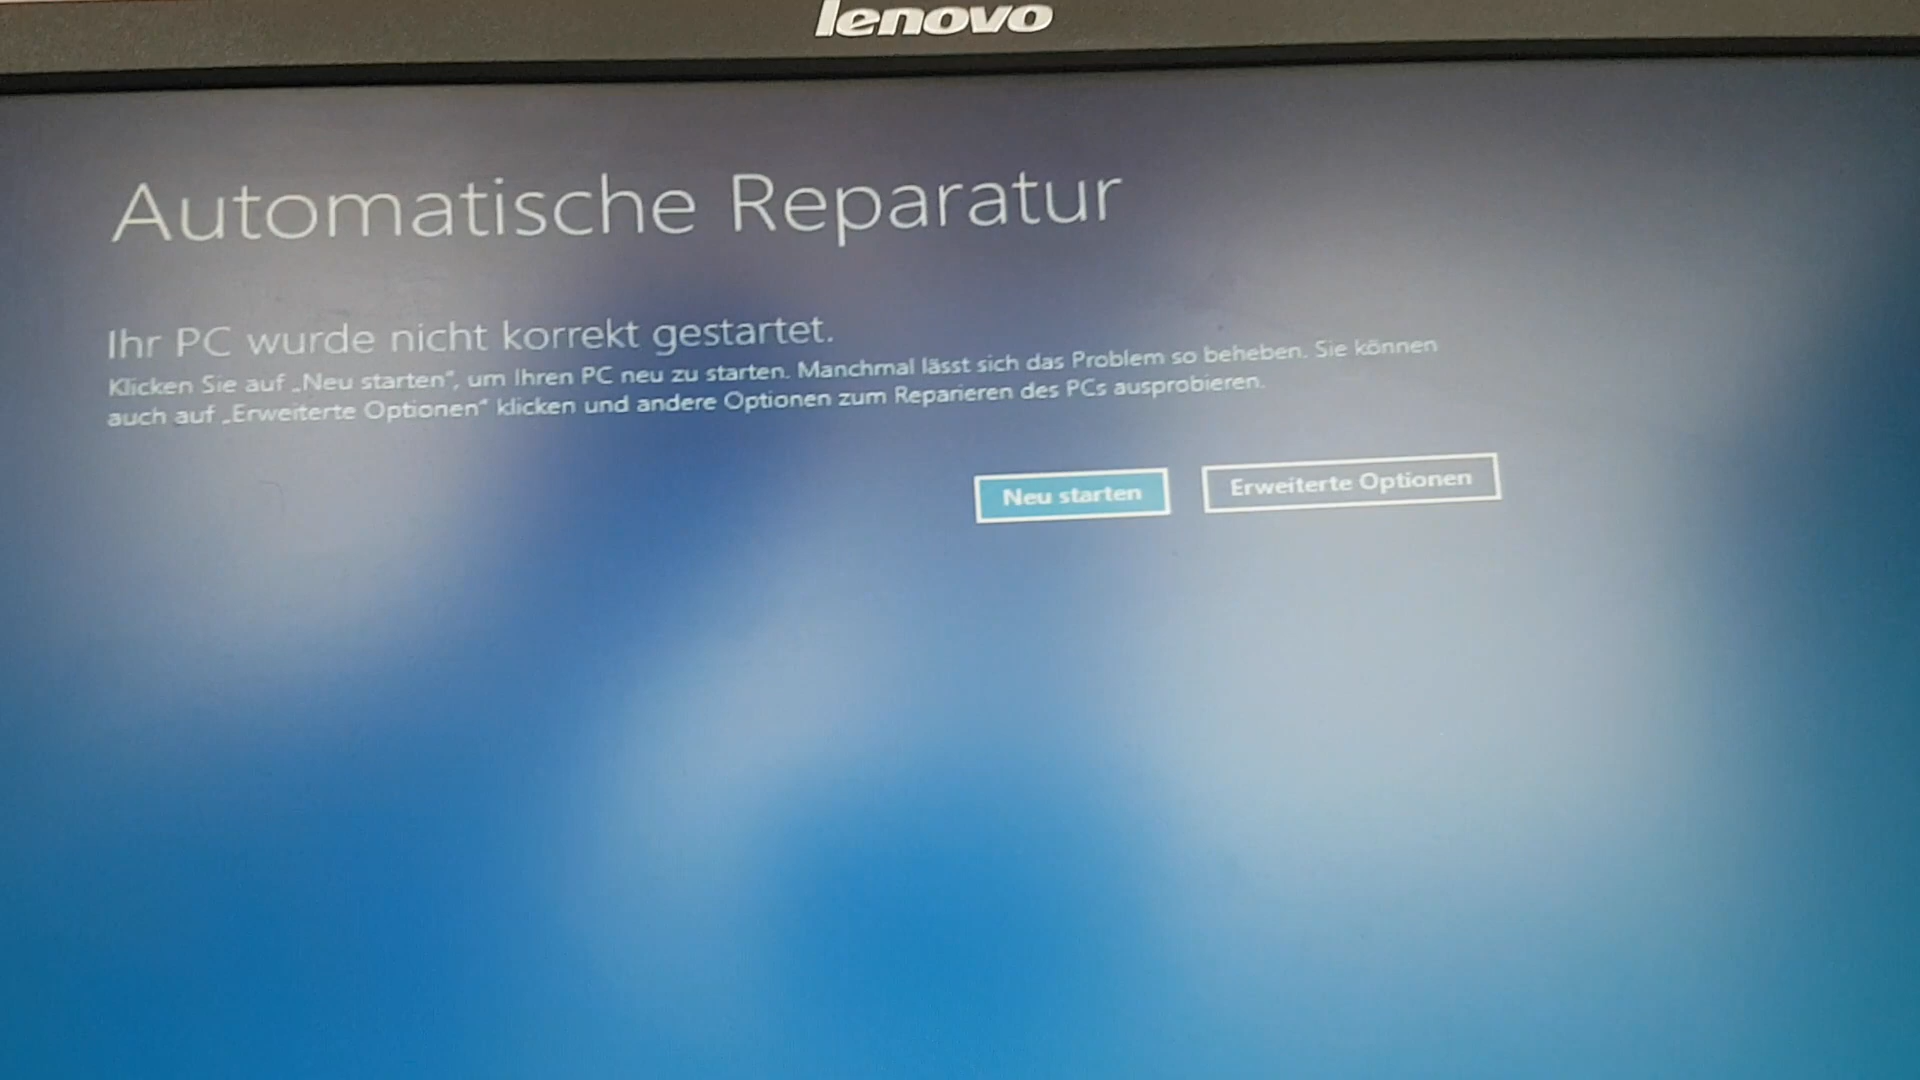 lenovo
Automatische Reparatur
Ihr PC wurde nicht korrekt gestartet.
Klicken Sie auf „Neu starten“, um Ihren PC neu zu starten. Manchmal lässt sich das Problem so beheben. Sie können
auch auf „Erweiterte Optionen“ klicken und andere Optionen zum Reparieren des PCs ausprobieren.
Neu starten
Erweiterte Optionen